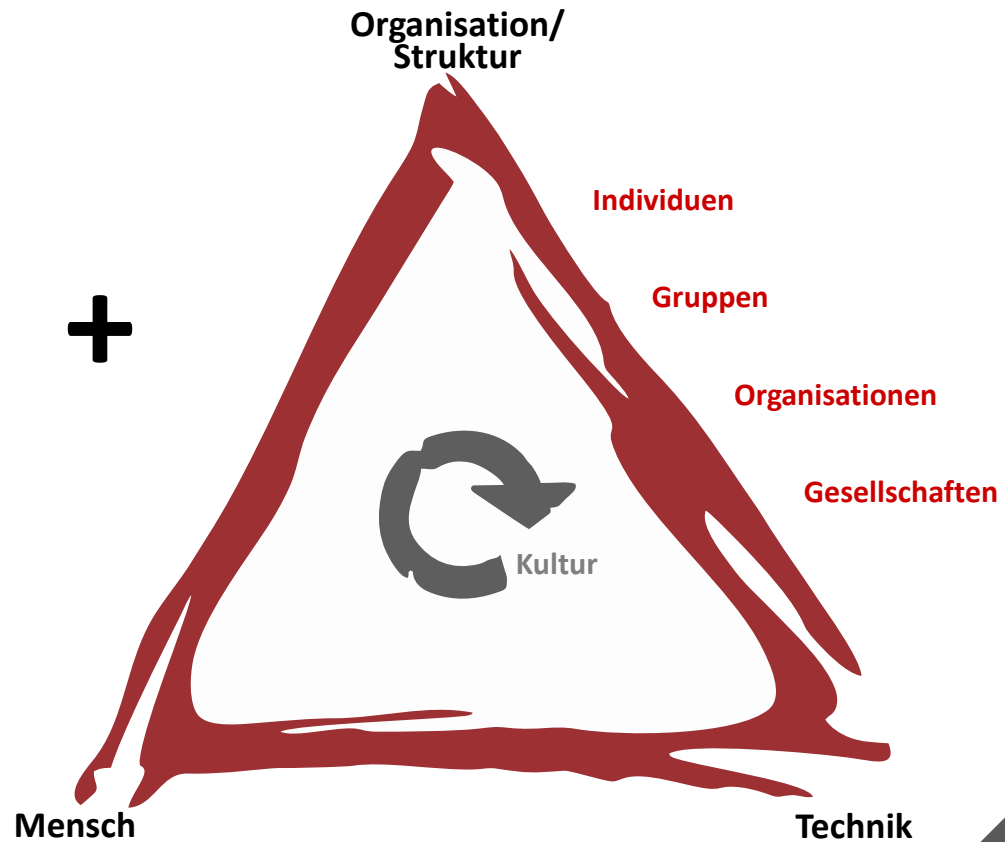 Organisation/
Struktur
Individuen
Gruppen
+
Organisationen
Gesellschaften
Kultur
Mensch
Technik